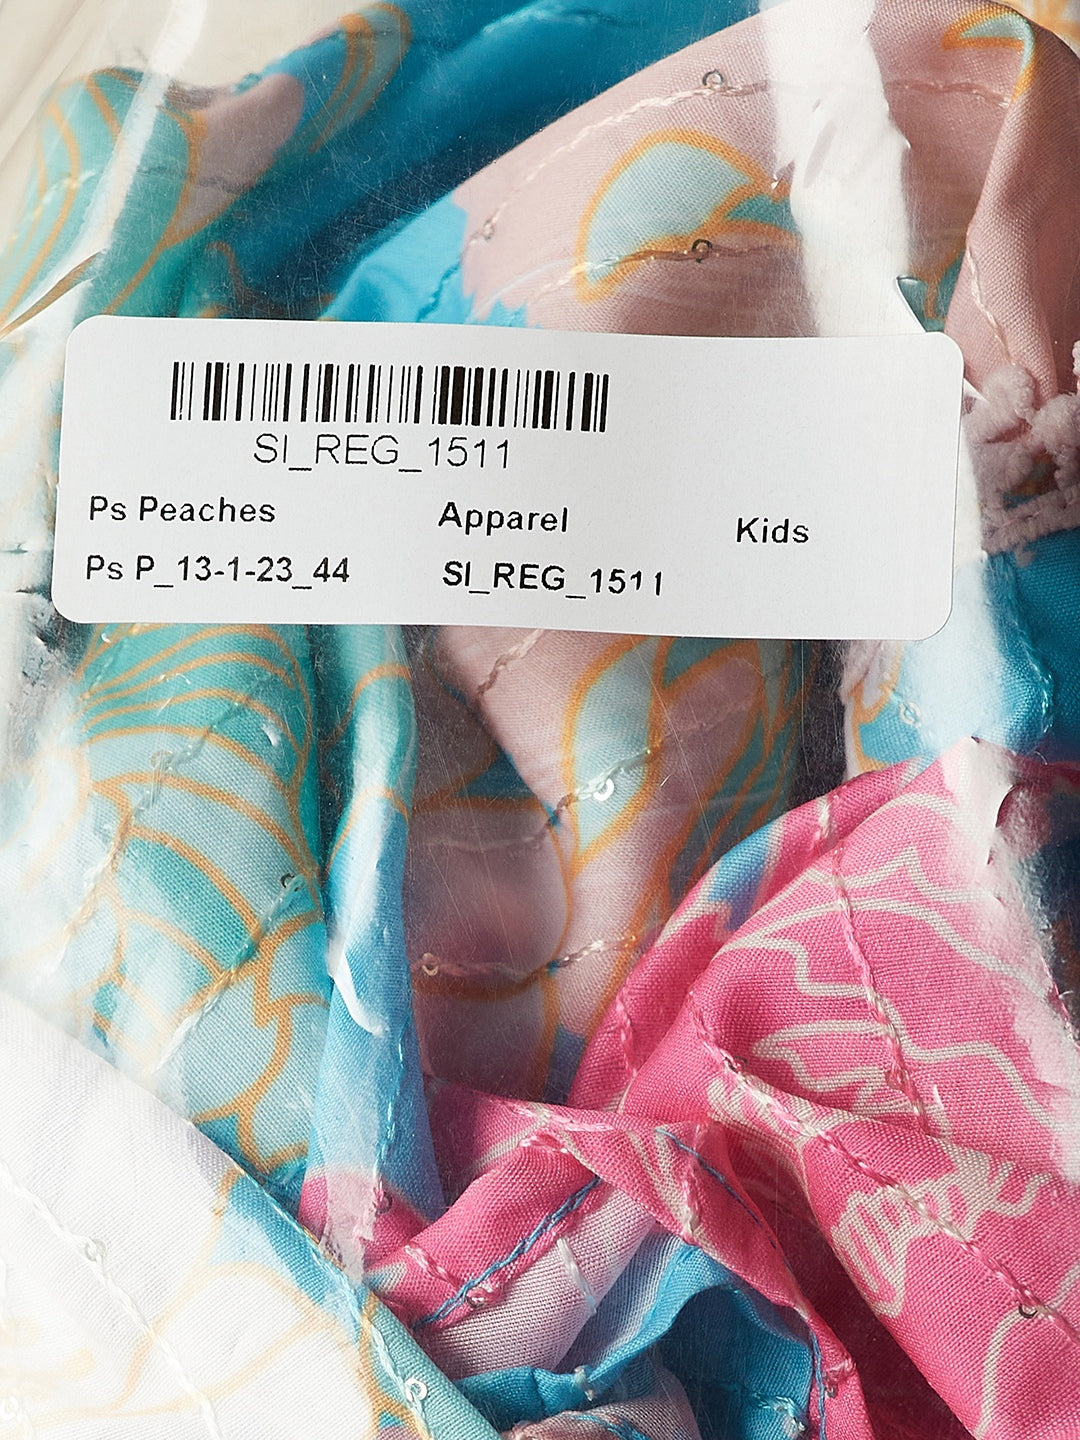 SI_REG_1511
Ps Peaches Apparel Kids
Ps P_13-1-23_44 SI_REG_1511